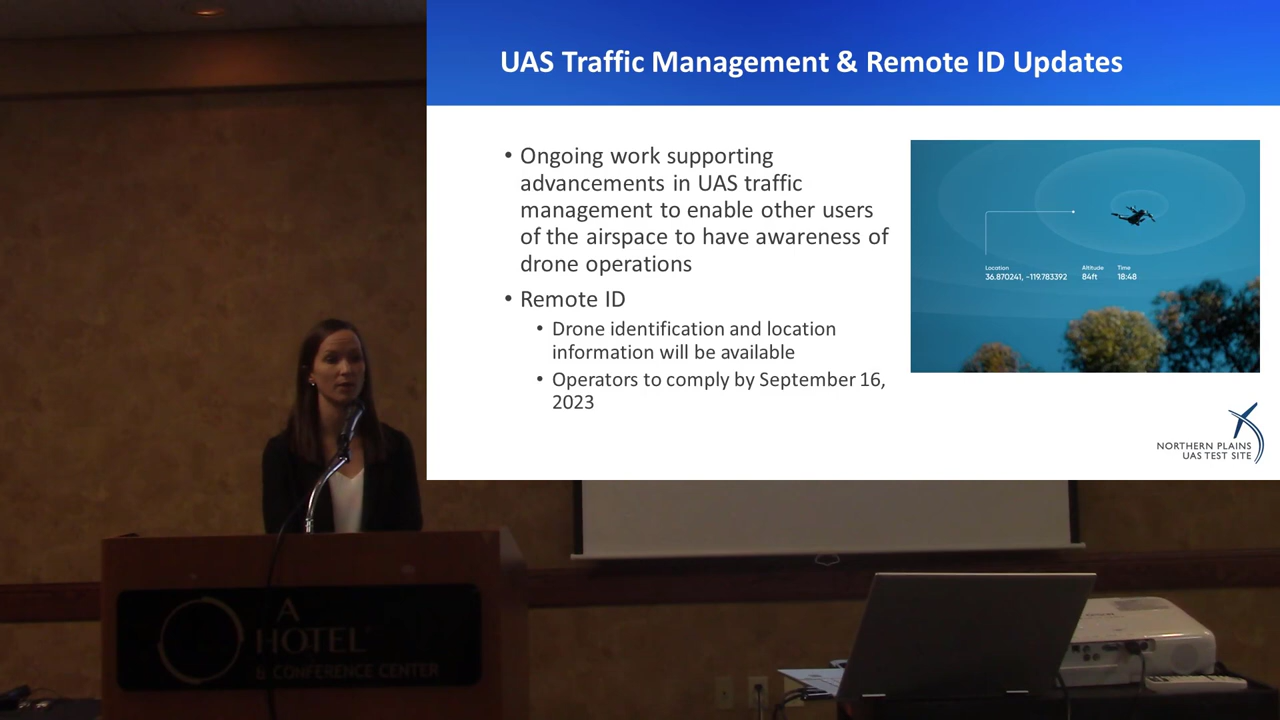 UAS Traffic Management & Remote ID Updates
• Ongoing work supporting
advancements in UAS traffic
management to enable other users
of the airspace to have awareness of
drone operations
• Remote ID
• Drone identification and location
information will be available
• Operators to comply by September 16,
2023
Location
36.870241, -119.783392
Altitude
84ft
Time
18:48
NORTHERN PLAINS
UAS TEST SITE
A
HOTEL
& CONFERENCE CENTER